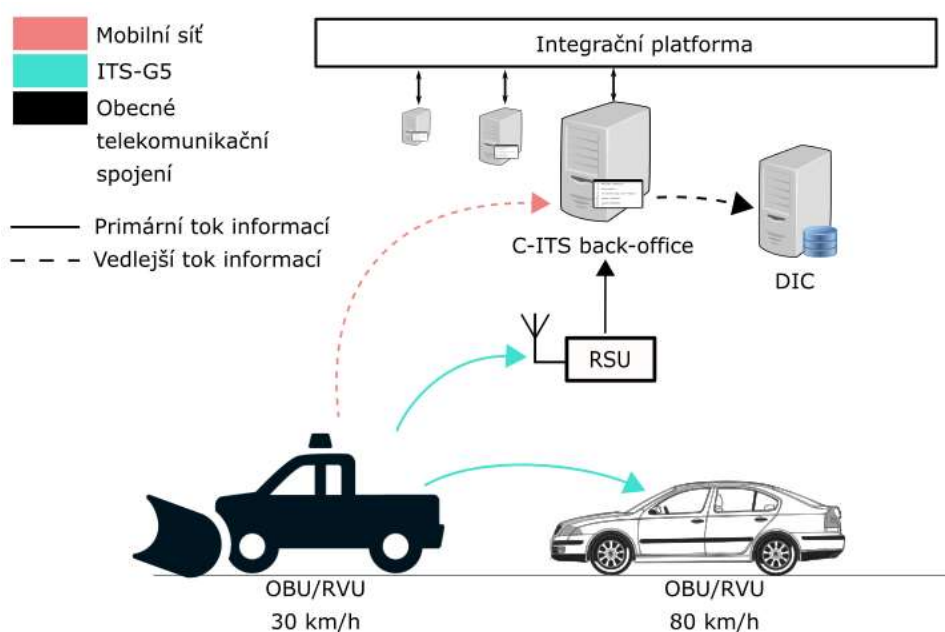 Mobilní síť
ITS-G5
Obecné
telekomunikační
spojení
Primární tok informací
Vedlejší tok informací
Integrační platforma
C-ITS back-office
DIC
RSU
OBU/RVU
30 km/h
OBU/RVU
80 km/h